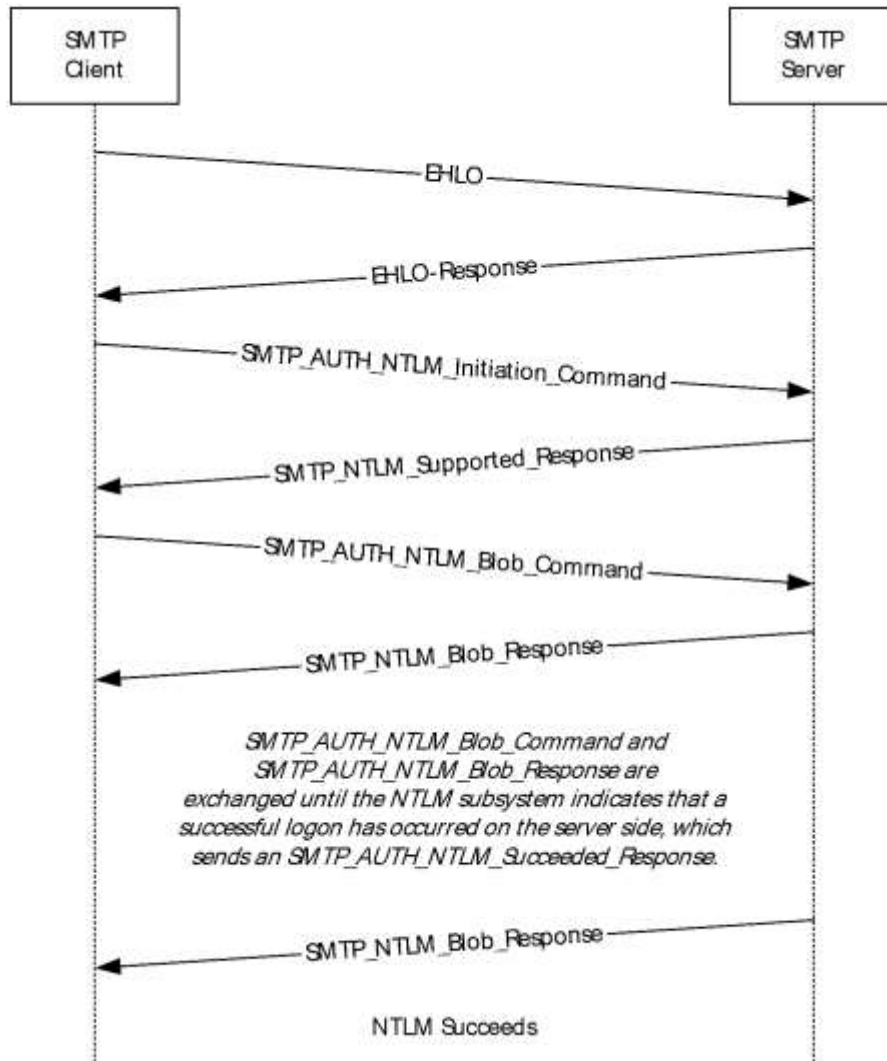 SMTP
Client
SMTP
Server
EHLO
EHLO-Response
SMTP_AUTH_NTLM_Initiation_Command
SMTP_NTLM_Supported_Response
SMTP_AUTH_NTLM_Blob_Command
SMTP_NTLM_Blob_Response
SMTP_AUTH_NTLM_Blob_Command and
SMTP_AUTH_NTLM_Blob_Response are
exchanged until the NTLM subsystem indicates that a
successful logon has occurred on the server side, which
sends an SMTP_AUTH_NTLM_Succeeded_Response.
SMTP_NTLM_Blob_Response
NTLM Succeeds